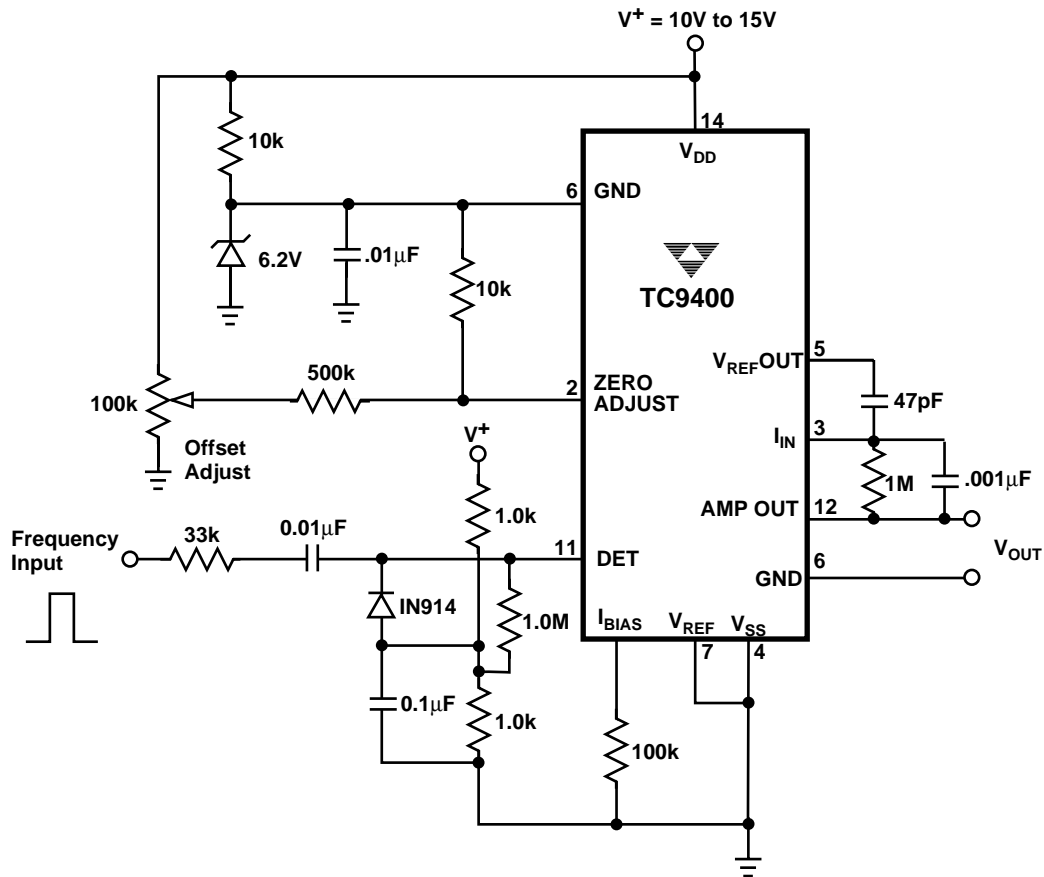 V+ = 10V to 15V
14
VDD
10k
6
GND
6.2V
.01μF
10k
TC9400
VREFOUT
5
47pF
500k
2
ZERO
ADJUST
100k
Offset
Adjust
V+
IIN
3
1M
.001μF
AMP OUT
12
1.0k
Frequency
Input
33k
0.01μF
11
DET
VOUT
GND
6
IN914
1.0M
IBIAS
VREF
VSS
7
4
0.1μF
1.0k
100k